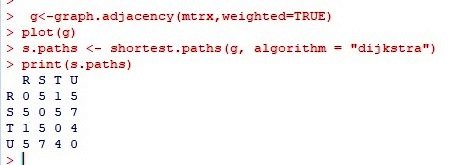 >
> g<-graph.adjacency(mtrx,weighted=TRUE)
> plot(g)
> s.paths <- shortest.paths(g, algorithm = "dijkstra")
> print(s.paths)
  R S T U
R 0 5 1 5
S 5 0 5 7
T 1 5 0 4
U 5 7 4 0
>